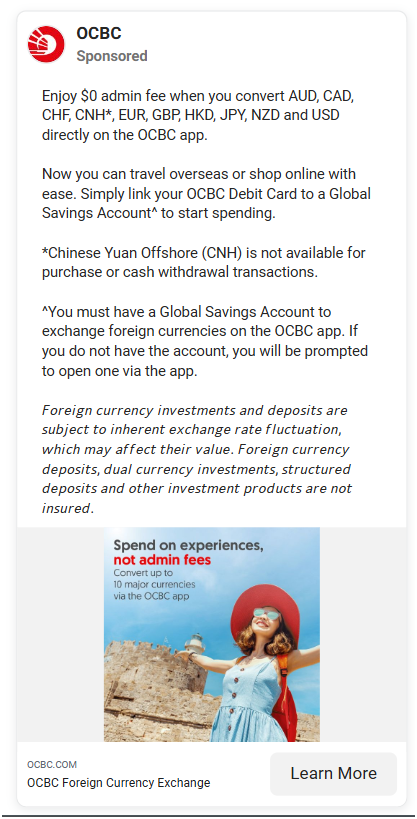 OCBC
Sponsored
Enjoy $0 admin fee when you convert AUD, CAD,
CHF, CNH*, EUR, GBP, HKD, JPY, NZD and USD
directly on the OCBC app.
Now you can travel overseas or shop online with
ease. Simply link your OCBC Debit Card to a Global
Savings Account^ to start spending.
*Chinese Yuan Offshore (CNH) is not available for
purchase or cash withdrawal transactions.
^You must have a Global Savings Account to
exchange foreign currencies on the OCBC app. If
you do not have the account, you will be prompted
to open one via the app.
Foreign currency investments and deposits are
subject to inherent exchange rate fluctuation,
which may affect their value. Foreign currency
deposits, dual currency investments, structured
deposits and other investment products are not
insured.
Spend on experiences,
not admin fees
Convert up to
10 major currencies
via the OCBC app
OCBC.COM
OCBC Foreign Currency Exchange
Learn More